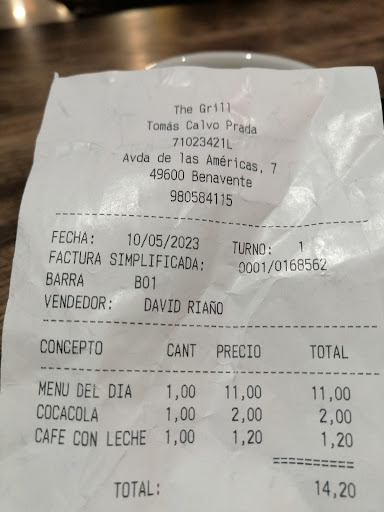 The Grill
Tomás Calvo Prada
71023421L
Avda de las Américas, 7
49600 Benavente
980584115
FECHA: 10/05/2023 TURNO: 1
FACTURA SIMPLIFICADA: 0001/0168562
BARRA B01
VENDEDOR: DAVID RIAÑO
CONCEPTO CANT PRECIO TOTAL
MENU DEL DIA 1,00 11,00 11,00
COCACOLA 1,00 2,00 2,00
CAFE CON LECHE 1,00 1,20 1,20
==========
TOTAL: 14,20